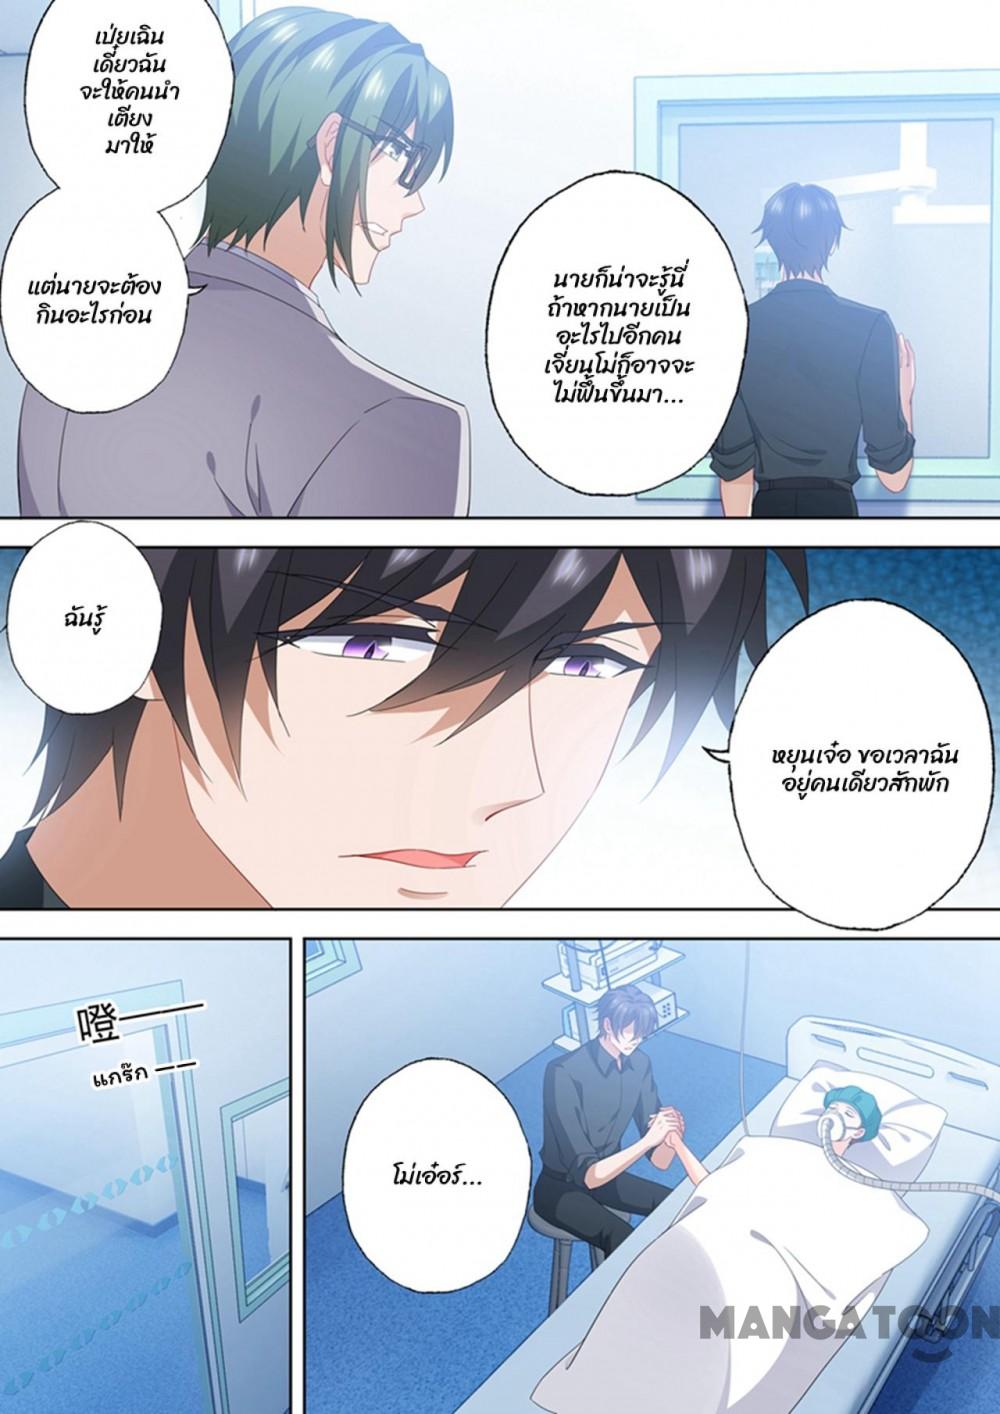 เป่ยเฉิน
เดี๋ยวฉัน
จะให้คนนำ
เตียง
มาให้
แต่นายจะต้อง
กินอะไรก่อน
นายก็น่าจะรู้นี่
ถ้าหากนายเป็น
อะไรไปอีกคน
เจี่ยนโม่ก็อาจจะ
ไม่ฟื้นขึ้นมา...
ฉันรู้
หยุนเจ๋อ ขอเวลาฉัน
อยู่คนเดียวสักพัก
噔——
แกร๊ก ——
โม่เอ๋อร์...
MANGATOON